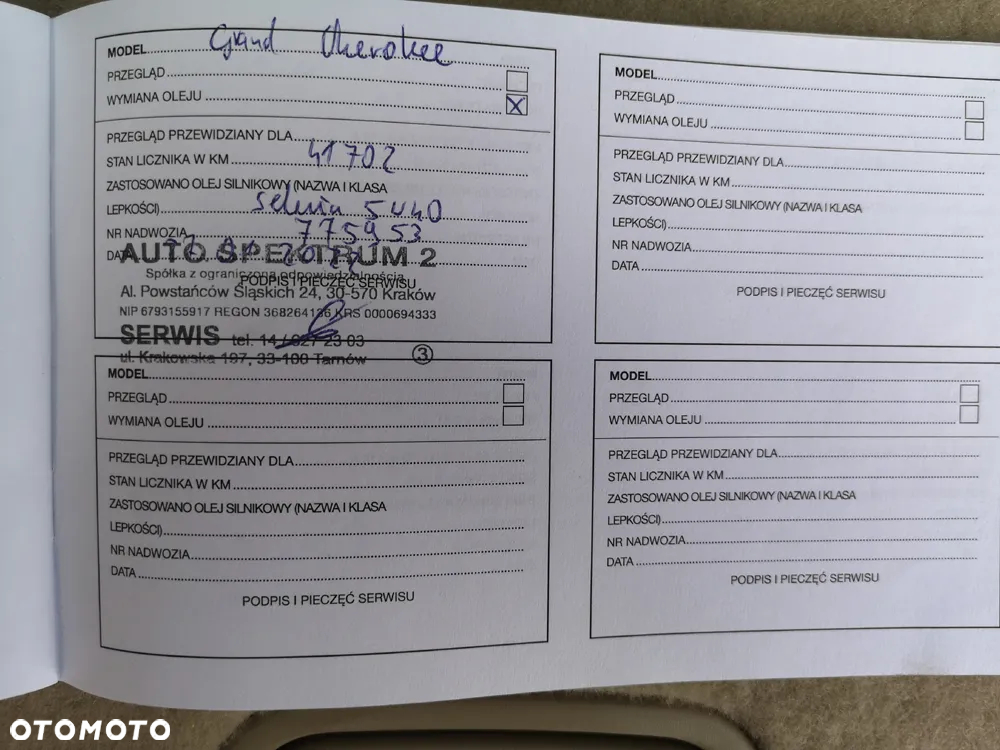 MODEL Grand Cherokee
PRZEGLĄD
WYMIANA OLEJU X
PRZEGLĄD PRZEWIDZIANY DLA
STAN LICZNIKA W KM 41702
ZASTOSOWANO OLEJ SILNIKOWY (NAZWA I KLASA
LEPKOŚCI) selenia 5W40
NR NADWOZIA 775953
DATA
AUTO SPEKTRUM 2
Spółka z ograniczoną odpowiedzialnością
PODPIS I PIECZĘĆ SERWISU
Al. Powstańców Śląskich 24, 30-570 Kraków
NIP 6793155917 REGON 368264136 KRS 0000694333
SERWIS tel. 14 / 627 23 03
ul. Krakowska 197, 33-100 Tarnów
3
MODEL
PRZEGLĄD
WYMIANA OLEJU
PRZEGLĄD PRZEWIDZIANY DLA
STAN LICZNIKA W KM
ZASTOSOWANO OLEJ SILNIKOWY (NAZWA I KLASA
LEPKOŚCI)
NR NADWOZIA
DATA
PODPIS I PIECZĘĆ SERWISU
MODEL
PRZEGLĄD
WYMIANA OLEJU
PRZEGLĄD PRZEWIDZIANY DLA
STAN LICZNIKA W KM
ZASTOSOWANO OLEJ SILNIKOWY (NAZWA I KLASA
LEPKOŚCI)
NR NADWOZIA
DATA
PODPIS I PIECZĘĆ SERWISU
MODEL
PRZEGLĄD
WYMIANA OLEJU
PRZEGLĄD PRZEWIDZIANY DLA
STAN LICZNIKA W KM
ZASTOSOWANO OLEJ SILNIKOWY (NAZWA I KLASA
LEPKOŚCI)
NR NADWOZIA
DATA
PODPIS I PIECZĘĆ SERWISU
OTOMOTO